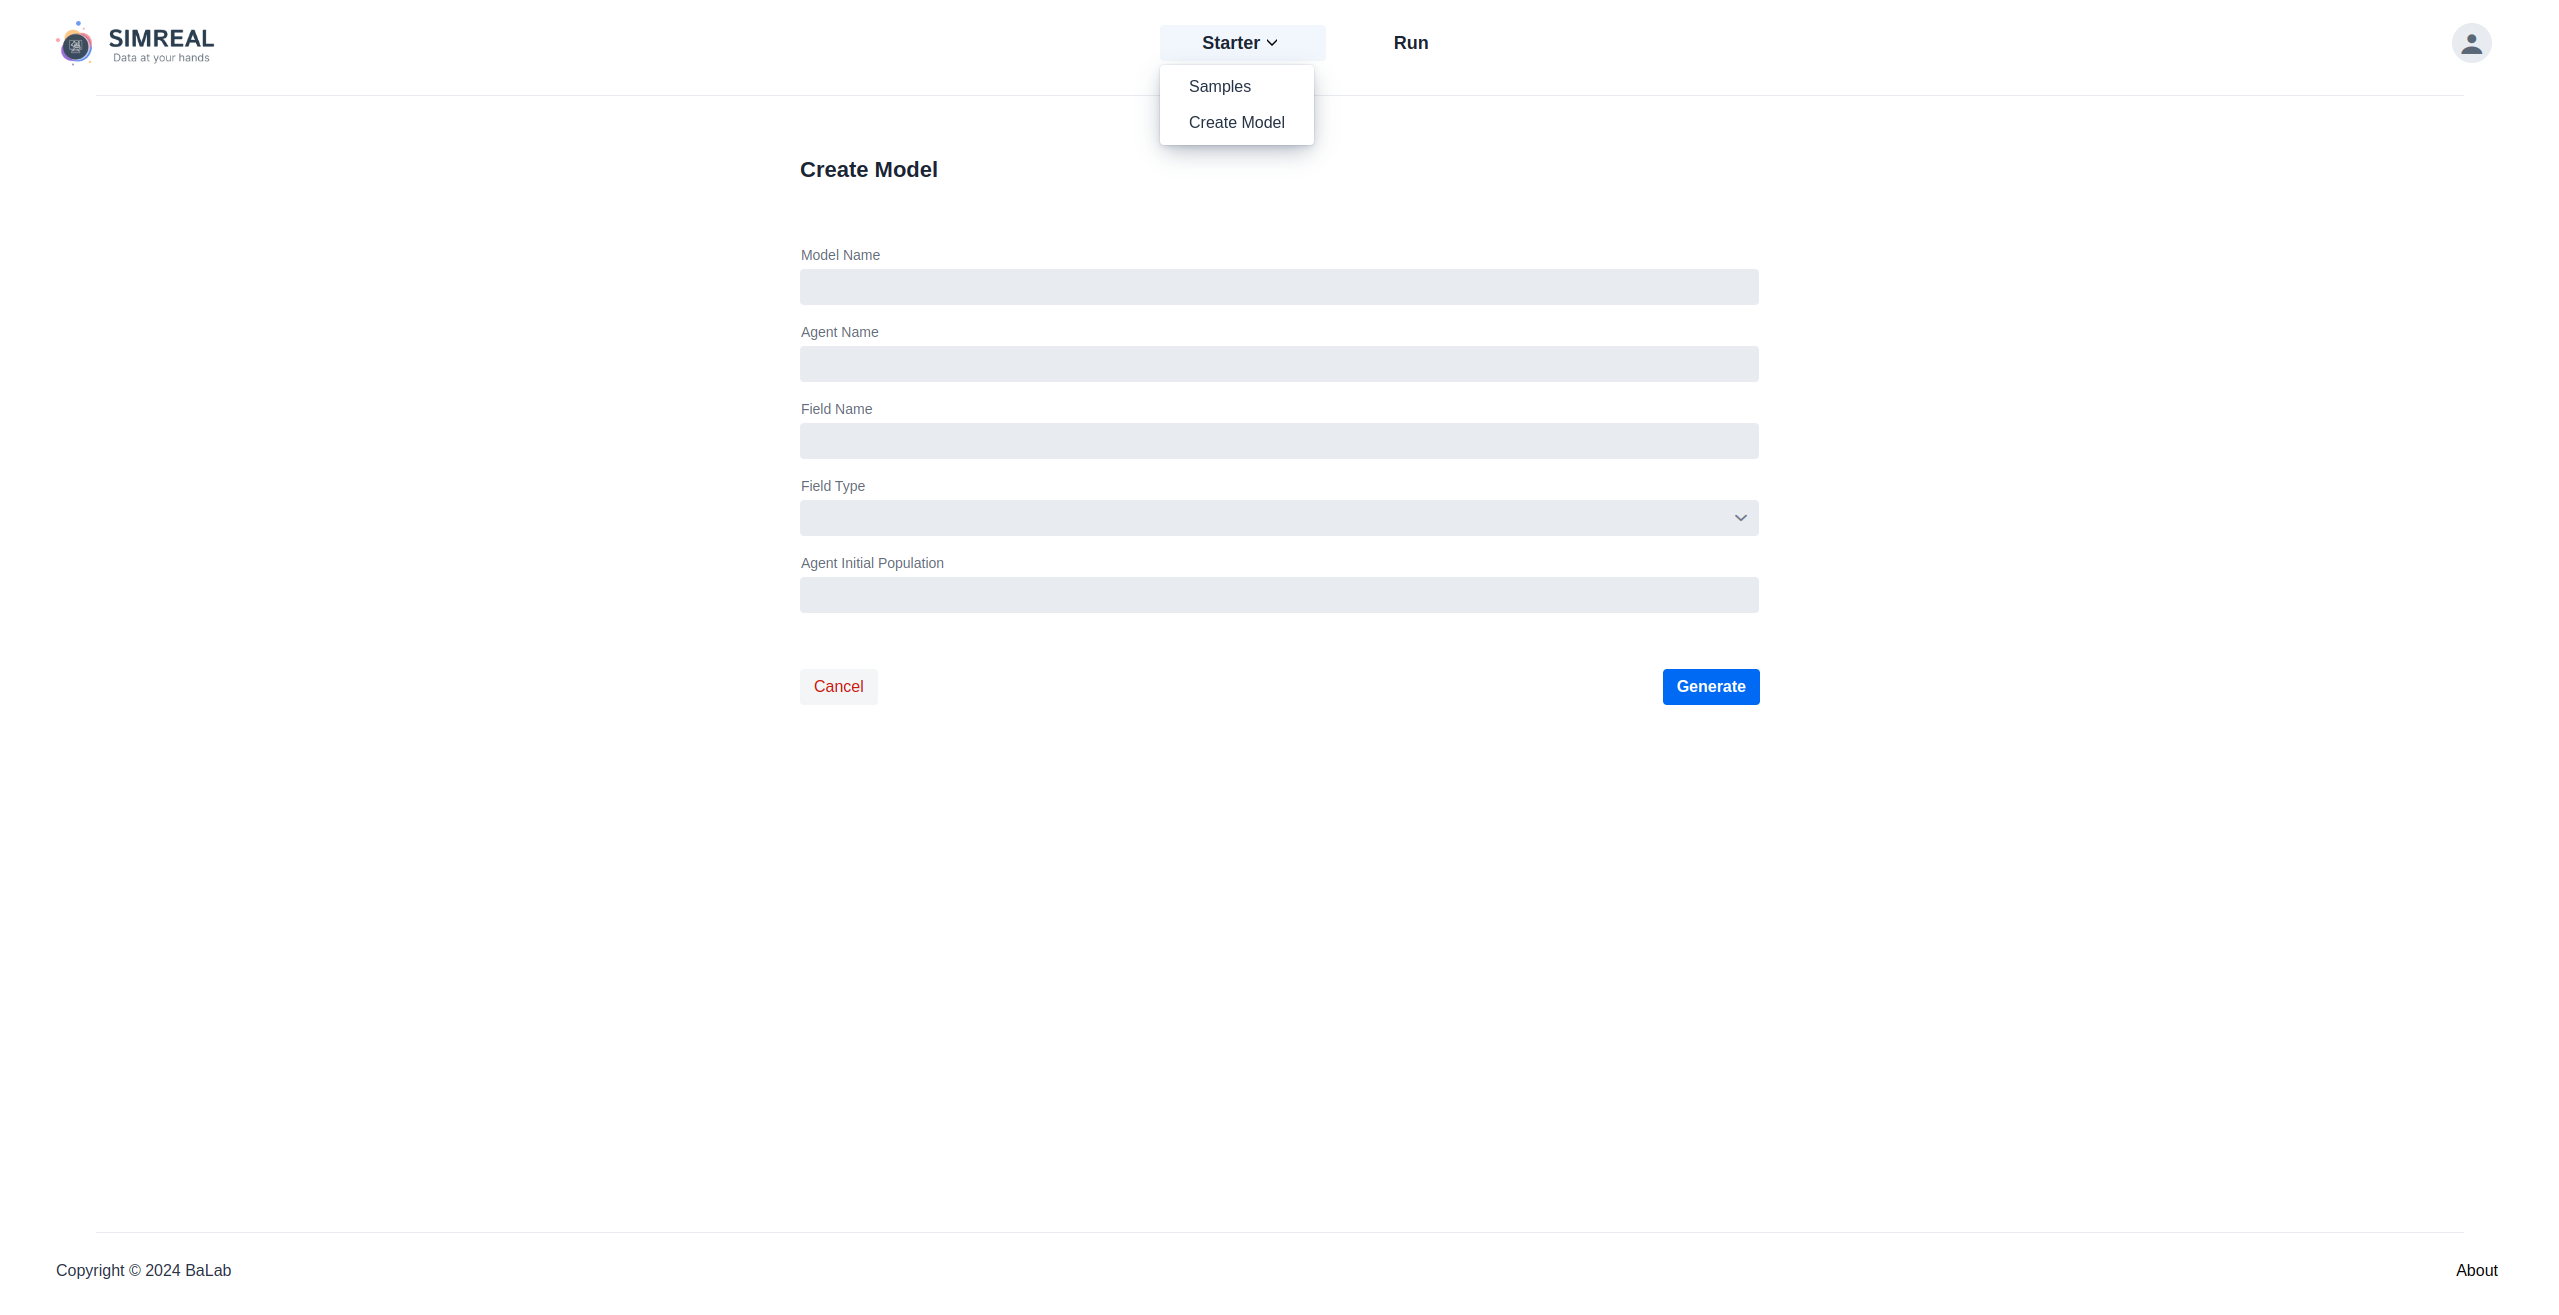 SIMREAL
Data at your hands
Starter
Run
Samples
Create Model
Create Model
Model Name
Agent Name
Field Name
Field Type
Agent Initial Population
Cancel
Generate
Copyright © 2024 BaLab
About